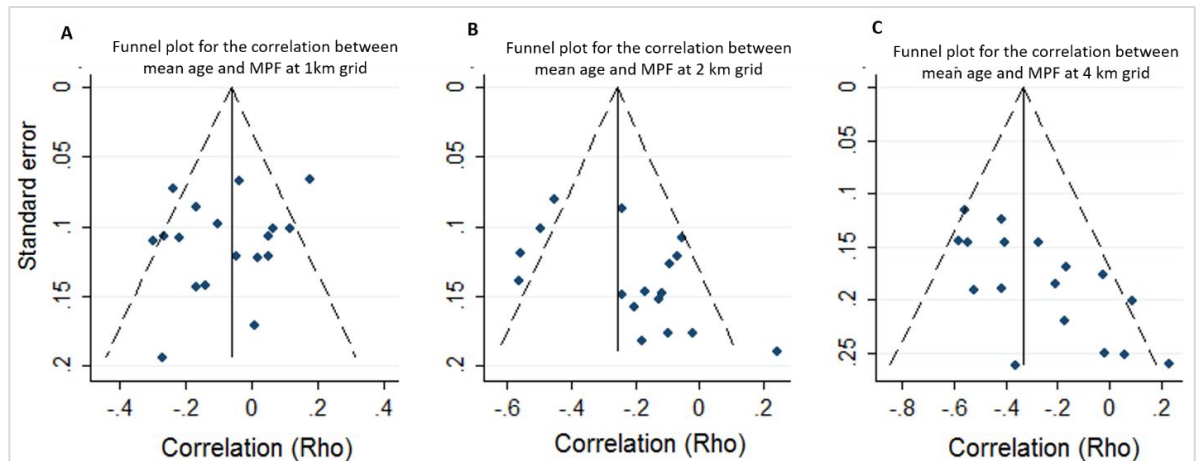 A
Funnel plot for the correlation between
mean age and MPF at 1km grid
Standard error
0
.05
.1
.15
.2
-.4 -.2 0 .2 .4
Correlation (Rho)
B
Funnel plot for the correlation between
mean age and MPF at 2 km grid
0
.05
.1
.15
.2
-.6 -.4 -.2 0 .2
Correlation (Rho)
C
Funnel plot for the correlation between
mean age and MPF at 4 km grid
0
.05
.1
.15
.2
.25
-.8 -.6 -.4 -.2 0 .2
Correlation (Rho)